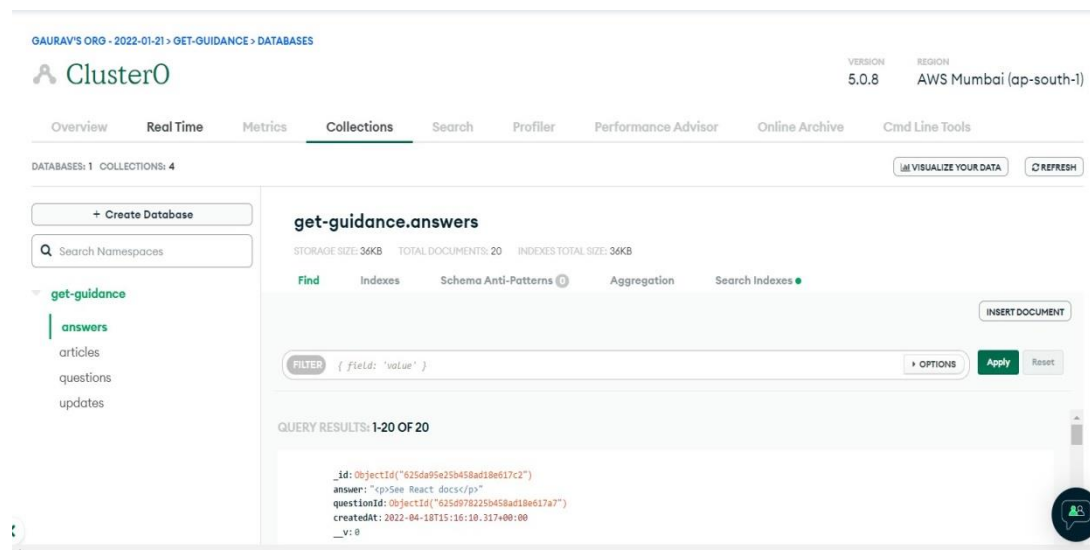 GAURAV'S ORG - 2022-01-21 > GET-GUIDANCE > DATABASES
Cluster0
VERSION
5.0.8
REGION
AWS Mumbai (ap-south-1)
Overview Real Time Metrics Collections Search Profiler Performance Advisor Online Archive Cmd Line Tools
DATABASES: 1 COLLECTIONS: 4
VISUALIZE YOUR DATA
REFRESH
+ Create Database
Search Namespaces
get-guidance
answers
articles
questions
updates
get-guidance.answers
STORAGE SIZE: 36KB TOTAL DOCUMENTS: 20 INDEXES TOTAL SIZE: 36KB
Find Indexes Schema Anti-Patterns 0 Aggregation Search Indexes
INSERT DOCUMENT
FILTER { field: 'value' }
OPTIONS
Apply
Reset
QUERY RESULTS: 1-20 OF 20
_id: ObjectId("625da95e25b458ad18e617c2")
answer: "<p>See React docs</p>"
questionId: ObjectId("625d978225b458ad18e617a7")
createdAt: 2022-04-18T15:16:10.317+00:00
__v: 0